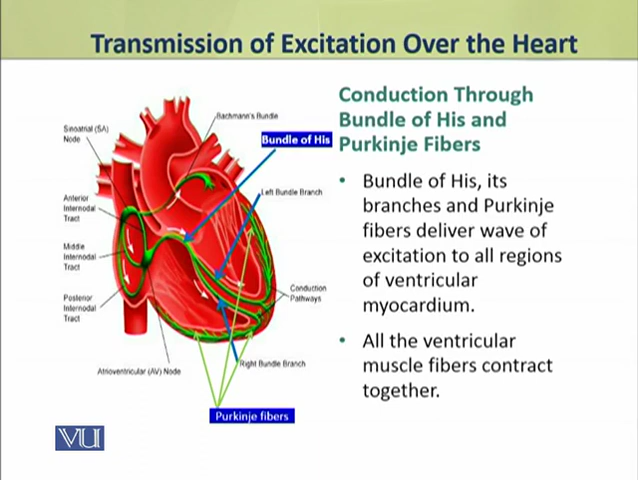 Transmission of Excitation Over the Heart
Conduction Through
Bundle of His and
Purkinje Fibers
• Bundle of His, its
branches and Purkinje
fibers deliver wave of
excitation to all regions
of ventricular
myocardium.
• All the ventricular
muscle fibers contract
together.
Bachmann's Bundle
Sinoatrial (SA)
Node
Bundle of His
Left Bundle Branch
Anterior
Internodal
Tract
Middle
Internodal
Tract
Posterior
Internodal
Tract
Conduction
Pathways
Atrioventricular (AV) Node
Right Bundle Branch
Purkinje fibers
VU